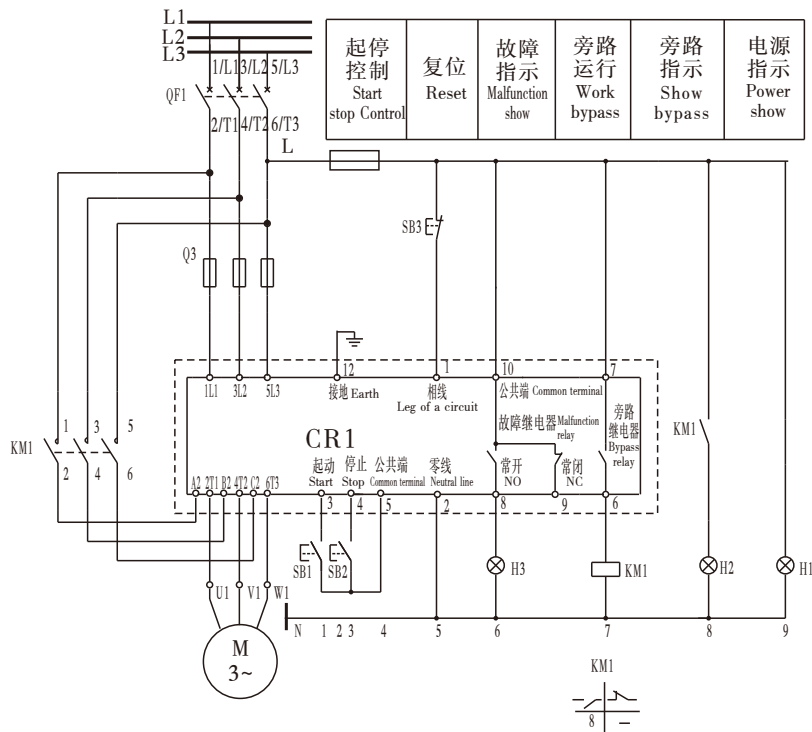 L1
L2
L3
1/L1 3/L2 5/L3
QF1
2/T1 4/T2 6/T3
L
起停
控制
Start
stop Control
复位
Reset
故障
指示
Malfunction
show
旁路
运行
Work
bypass
旁路
指示
Show
bypass
电源
指示
Power
show
SB3
Q3
12 1 10 7
1L1 3L2 5L3
接地 Earth
相线
Leg of a circuit
公共端 Common terminal
故障继电器 Malfunction
relay
旁路
继电器
Bypass
relay
CR1
KM1
1 3 5
2 4 6
KM1
A2 2T1 B2 4T2 C2 6T3
起动
Start
停止
Stop
公共端
Common terminal
零线
Neutral line
常开
NO
常闭
NC
3 4 5 2 8 9 6
SB1 SB2
H3
KM1
H2
H1
U1 V1 W1
M
3~
N 1 2 3 4 5 6 7 8 9
KM1
8 –